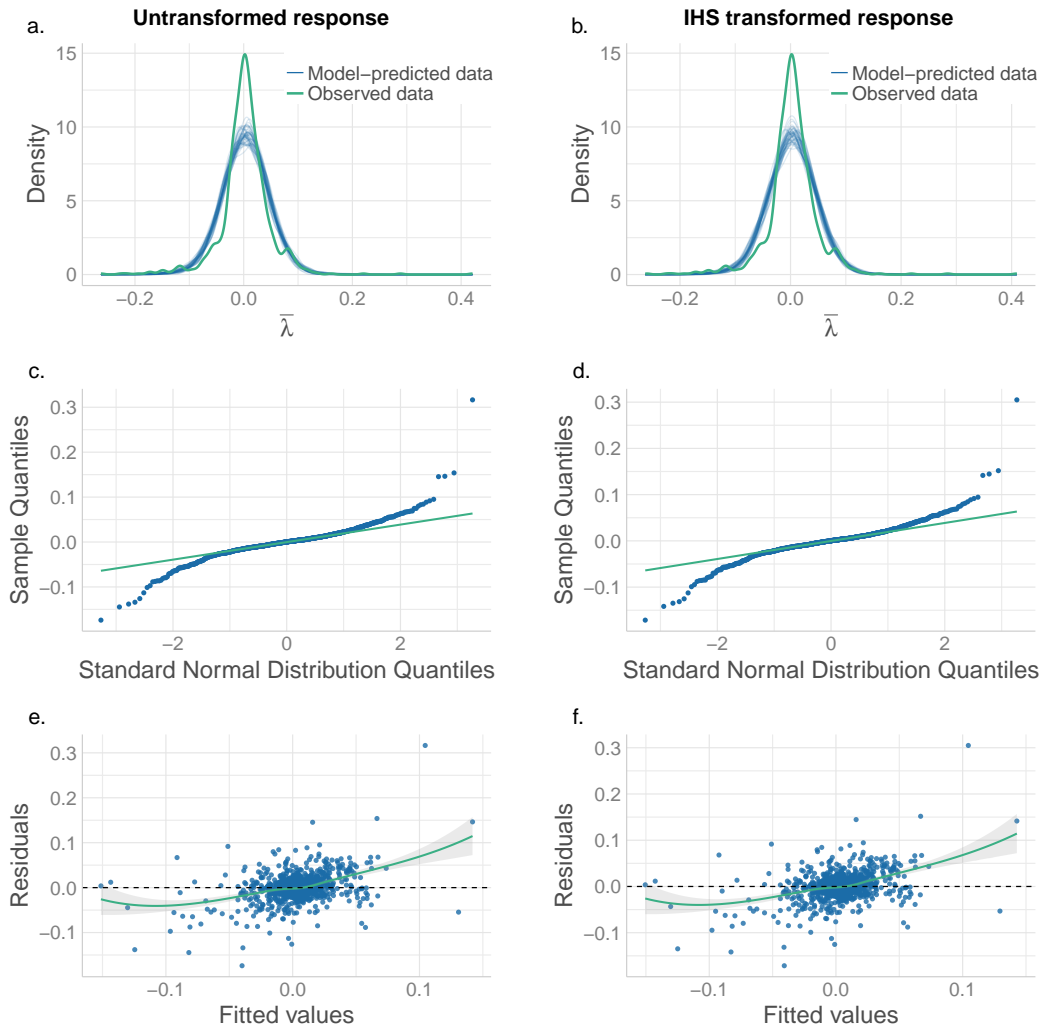 Untransformed response
IHS transformed response
a.
15
10
5
0
Density
Model−predicted data
Observed data
−0.2
0.0
0.2
0.4
λ̅
b.
15
10
5
0
Density
Model−predicted data
Observed data
−0.2
0.0
0.2
0.4
λ̅
c.
0.3
0.2
0.1
0.0
−0.1
Sample Quantiles
−2
0
2
Standard Normal Distribution Quantiles
d.
0.3
0.2
0.1
0.0
−0.1
Sample Quantiles
−2
0
2
Standard Normal Distribution Quantiles
e.
0.3
0.2
0.1
0.0
−0.1
Residuals
−0.1
0.0
0.1
Fitted values
f.
0.3
0.2
0.1
0.0
−0.1
Residuals
−0.1
0.0
0.1
Fitted values